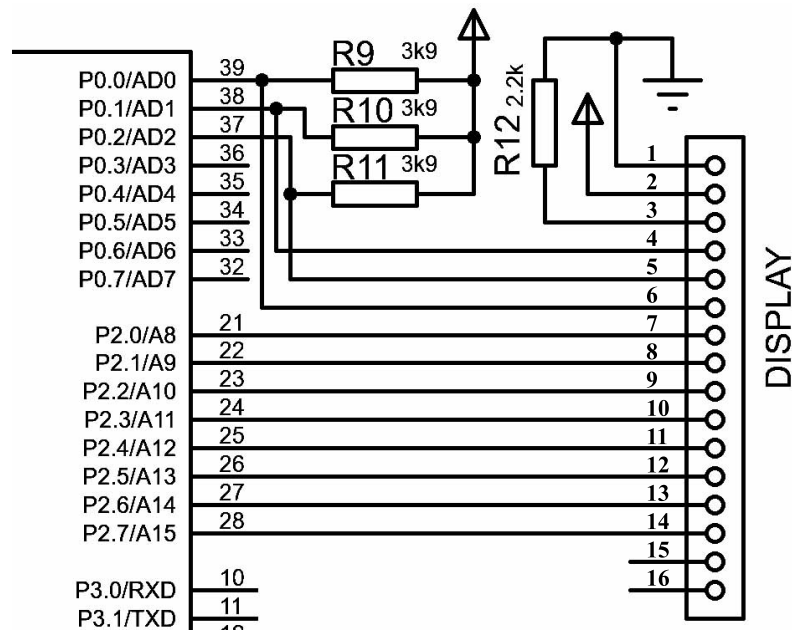 R9 3k9
R10 3k9
R11 3k9
R12 2.2k
P0.0/AD0 39
P0.1/AD1 38
P0.2/AD2 37
P0.3/AD3 36
P0.4/AD4 35
P0.5/AD5 34
P0.6/AD6 33
P0.7/AD7 32
P2.0/A8 21
P2.1/A9 22
P2.2/A10 23
P2.3/A11 24
P2.4/A12 25
P2.5/A13 26
P2.6/A14 27
P2.7/A15 28
P3.0/RXD 10
P3.1/TXD 11
1
2
3
4
5
6
7
8
9
10
11
12
13
14
15
16
DISPLAY